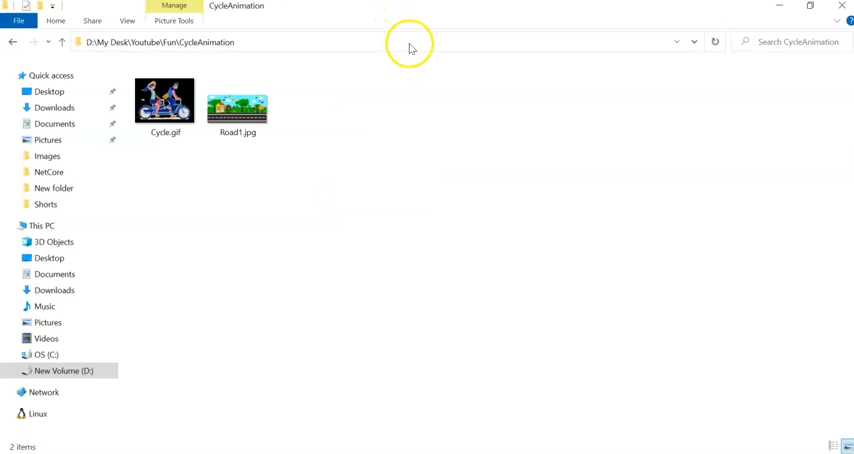 Manage
CycleAnimation
File
Home
Share
View
Picture Tools
D:\My Desk\Youtube\Fun\CycleAnimation
Search CycleAnimation
Quick access
Desktop
Downloads
Documents
Pictures
Images
NetCore
New folder
Shorts
This PC
3D Objects
Desktop
Documents
Downloads
Music
Pictures
Videos
OS (C:)
New Volume (D:)
Network
Linux
Cycle.gif
Road1.jpg
2 items